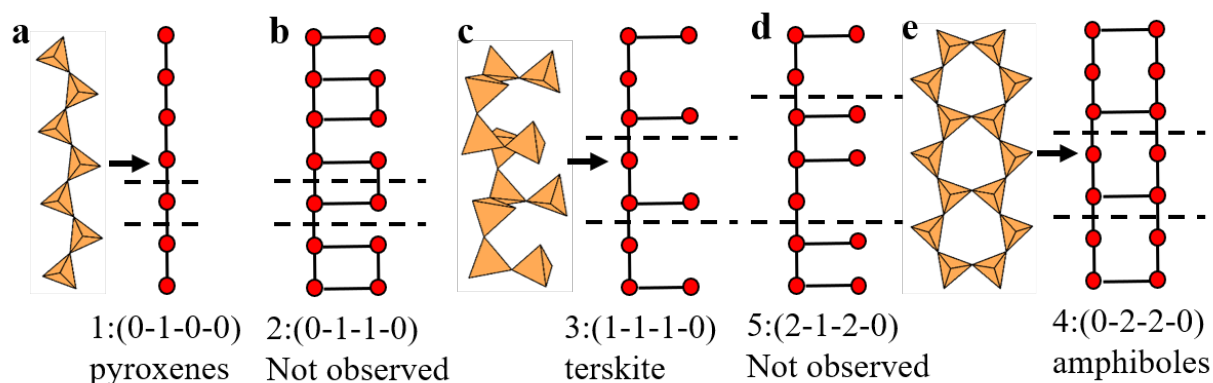 a
b
c
d
e
1:(0-1-0-0)
pyroxenes
2:(0-1-1-0)
Not observed
3:(1-1-1-0)
terskite
5:(2-1-2-0)
Not observed
4:(0-2-2-0)
amphiboles